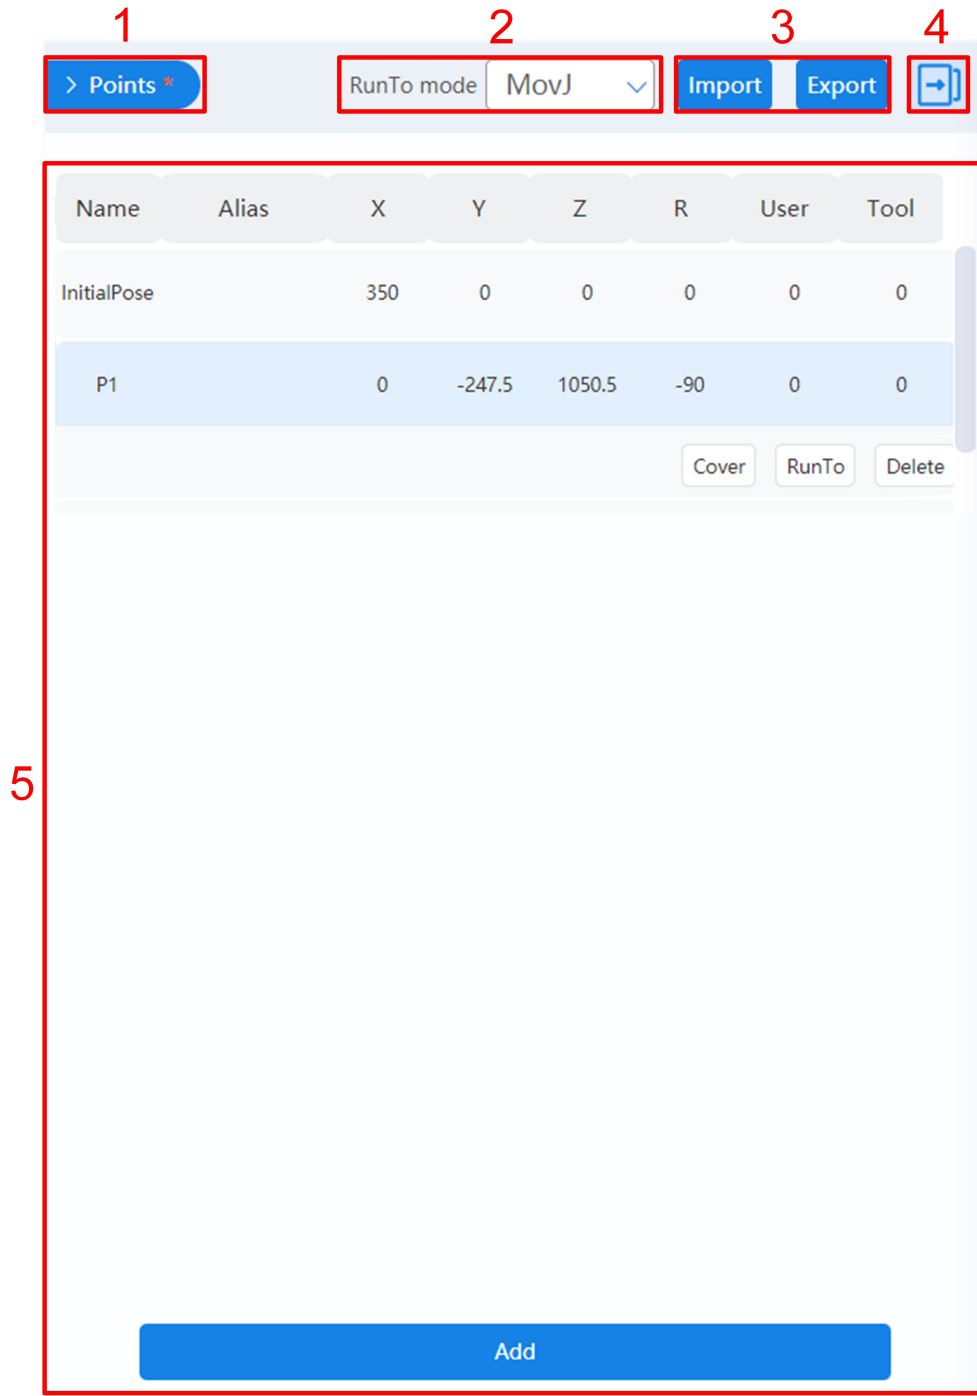 1 2 3 4
> Points * RunTo mode MovJ Import Export
Name Alias X Y Z R User Tool
InitialPose 350 0 0 0 0 0
P1 0 -247.5 1050.5 -90 0 0
Cover RunTo Delete
5
Add